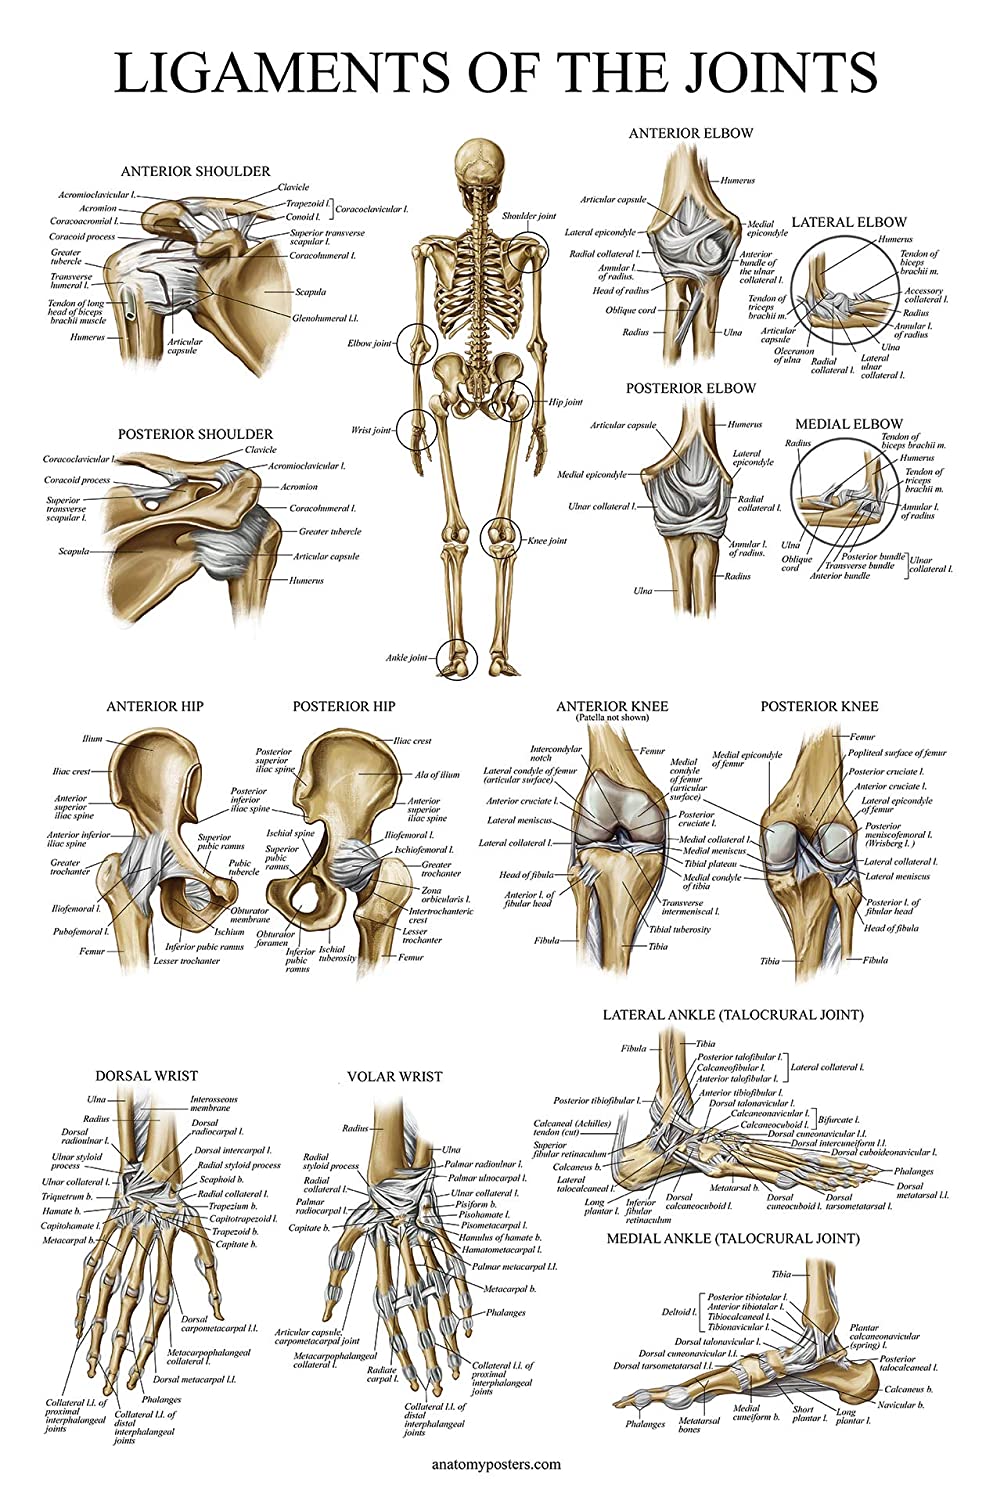 LIGAMENTS OF THE JOINTS
ANTERIOR SHOULDER
Acromioclavicular l.
Acromion
Coracoacromial l.
Coracoid process
Greater
tubercle
Transverse
humeral l.
Tendon of long
head of biceps
brachii muscle
Humerus
Clavicle
Trapezoid l.
Conoid l.
Coracoclavicular l.
Superior transverse
scapular l.
Coracohumeral l.
Scapula
Glenohumeral l.l.
Articular
capsule
POSTERIOR SHOULDER
Coracoclavicular l.
Coracoid process
Superior
transverse
scapular l.
Scapula
Clavicle
Acromioclavicular l.
Acromion
Coracohumeral l.
Greater tubercle
Articular capsule
Humerus
Shoulder joint
Elbow joint
Hip joint
Wrist joint
Knee joint
Ankle joint
ANTERIOR ELBOW
Humerus
Articular capsule
Lateral epicondyle
Radial collateral l.
Annular l.
of radius.
Head of radius
Oblique cord
Radius
Medial
epicondyle
Anterior
bundle of
the ulnar
collateral l.
Ulna
LATERAL ELBOW
Humerus
Tendon of
biceps
brachii m.
Accessory
collateral l.
Radius
Annular l.
of radius
Ulna
Lateral
ulnar
collateral l.
Radial
collateral l.
Olecranon
of ulna
Articular
capsule
Tendon of
triceps
brachii m.
POSTERIOR ELBOW
Articular capsule
Medial epicondyle
Ulnar collateral l.
Humerus
Lateral
epicondyle
Radial
collateral l.
Annular l.
of radius.
Radius
Ulna
MEDIAL ELBOW
Radius
Tendon of
biceps brachii m.
Humerus
Tendon of
triceps
brachii m.
Annular l.
of radius
Ulna
Oblique
cord
Posterior bundle
Transverse bundle
Anterior bundle
Ulnar
collateral l.
ANTERIOR HIP
Ilium
Iliac crest
Anterior
superior
iliac spine
Anterior inferior
iliac spine
Greater
trochanter
Iliofemoral l.
Pubofemoral l.
Femur
Superior
pubic ramus
Pubic
tubercle
Obturator
membrane
Ischium
Inferior pubic ramus
Lesser trochanter
POSTERIOR HIP
Posterior
superior
iliac spine
Posterior
inferior
iliac spine
Ischial spine
Superior
pubic
ramus
Obturator
foramen
Inferior
pubic
ramus
Ischial
tuberosity
Iliac crest
Ala of ilium
Anterior
superior
iliac spine
Iliofemoral l.
Ischiofemoral l.
Greater
trochanter
Zona
orbicularis l.
Intertrochanteric
crest
Lesser
trochanter
Femur
ANTERIOR KNEE
(Patella not shown)
Intercondylar
notch
Lateral condyle of femur
(articular surface)
Anterior cruciate l.
Lateral meniscus
Lateral collateral l.
Head of fibula
Anterior l. of
fibular head
Fibula
Femur
Medial
condyle
of femur
(articular
surface)
Posterior
cruciate l.
Medial collateral l.
Medial meniscus
Tibial plateau
Medial condyle
of tibia
Transverse
intermeniscal l.
Tibial tuberosity
Tibia
POSTERIOR KNEE
Medial epicondyle
of femur
Femur
Popliteal surface of femur
Posterior cruciate l.
Anterior cruciate l.
Lateral epicondyle
of femur
Posterior
meniscofemoral l.
(Wrisberg l. )
Lateral collateral l.
Lateral meniscus
Posterior l. of
fibular head
Head of fibula
Fibula
Tibia
DORSAL WRIST
Ulna
Radius
Dorsal
radioulnar l.
Ulnar styloid
process
Ulnar collateral l.
Triquetrum b.
Hamate b.
Capitohamate l.
Metacarpal b.
Interosseous
membrane
Dorsal
radiocarpal l.
Dorsal intercarpal l.
Radial styloid process
Scaphoid b.
Radial collateral l.
Trapezium b.
Capitotrapezoid l.
Trapezoid b.
Capitate b.
Dorsal
carpometacarpal l.l.
Metacarpophalangeal
collateral l.
Dorsal metacarpal l.l.
Phalanges
Collateral l.l. of
proximal
interphalangeal
joints
Collateral l.l. of
distal
interphalangeal
joints
VOLAR WRIST
Radius
Radial
styloid process
Radial
collateral l.
Palmar
radiocarpal l.
Capitate b.
Ulna
Palmar radioulnar l.
Palmar ulnocarpal l.
Ulnar collateral l.
Pisiform b.
Pisohamate l.
Pisometacarpal l.
Hamulus of hamate b.
Hamatometacarpal l.
Palmar metacarpal l.l.
Metacarpal b.
Phalanges
Articular capsule,
carpometacarpal joint
Metacarpophalangeal
collateral l.
Radiate
carpal l.
Collateral l.l. of
proximal
interphalangeal
joints
Collateral l.l. of
distal
interphalangeal
joints
LATERAL ANKLE (TALOCRURAL JOINT)
Fibula
Tibia
Posterior talofibular l.
Calcaneofibular l.
Anterior talofibular l.
Lateral collateral l.
Anterior tibiofibular l.
Posterior tibiofibular l.
Dorsal talonavicular l.
Calcaneonavicular l.
Calcaneocuboid l.
Bifurcate l.
Calcaneal (Achilles)
tendon (cut)
Dorsal cuneonavicular l.l.
Dorsal intercuneiform l.l.
Dorsal cuboideonavicular l.
Superior
fibular retinaculum
Calcaneus b.
Lateral
talocalcaneal l.
Long
plantar l.
Inferior
fibular
retinaculum
Dorsal
calcaneocuboid l.
Metatarsal b.
Dorsal
cuneocuboid l.
Dorsal
tarsometatarsal l.
Phalanges
Dorsal
metatarsal l.l.
MEDIAL ANKLE (TALOCRURAL JOINT)
Tibia
Deltoid l.
Posterior tibiotalar l.
Anterior tibiotalar l.
Tibiocalcaneal l.
Tibionavicular l.
Dorsal talonavicular l.
Dorsal cuneonavicular l.l.
Dorsal tarsometatarsal l.l.
Plantar
calcaneonavicular
(spring) l.
Posterior
talocalcaneal l.
Calcaneus b.
Navicular b.
Long
plantar l.
Short
plantar l.
Medial
cuneiform b.
Metatarsal
bones
Phalanges
anatomyposters.com